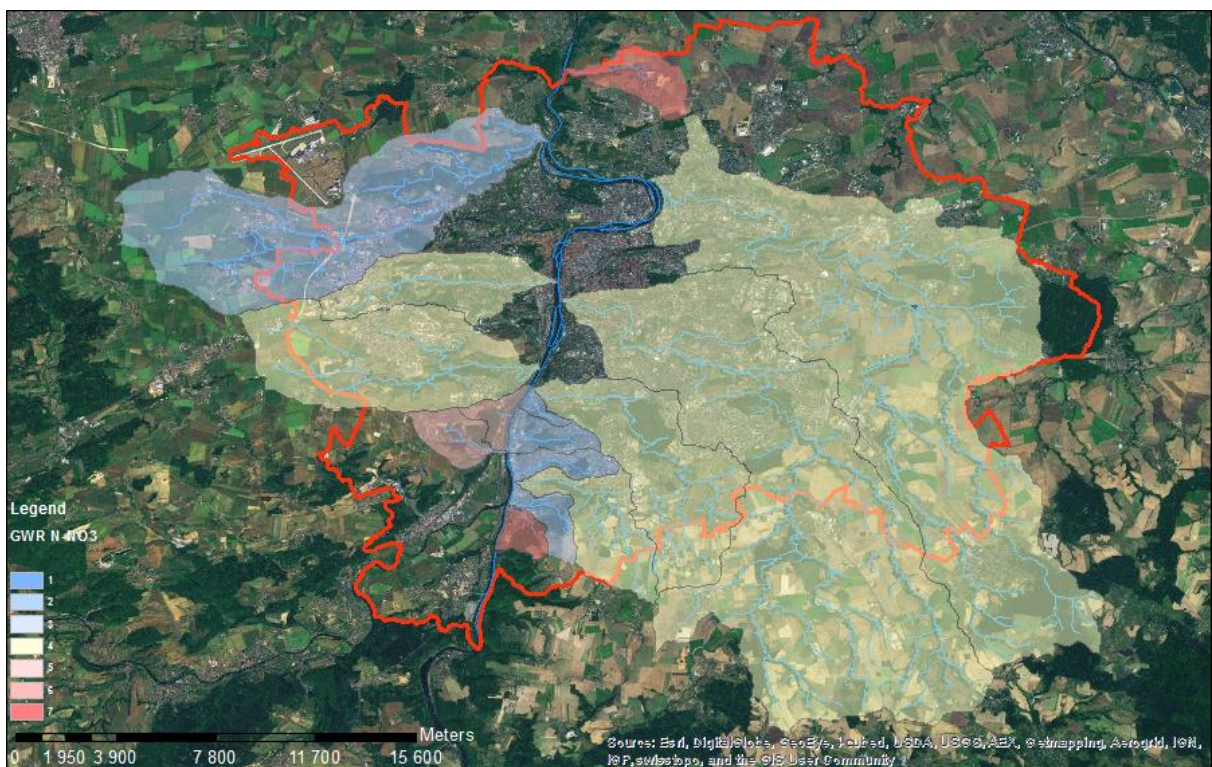 Legend
GWR N-NO3
1
2
3
4
5
6
7
Meters
0 1 950 3 900 7 800 11 700 15 600
Source: Esri, DigitalGlobe, GeoEye, i-cubed, USDA, USGS, AEX, Getmapping, Aerogrid, IGN,
IGP, swisstopo, and the GIS User Community